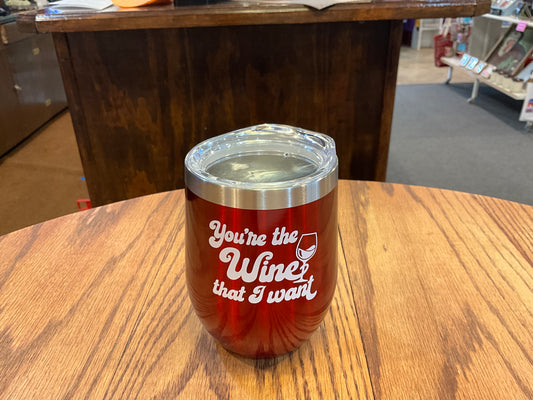 You're the
Wine
that I want